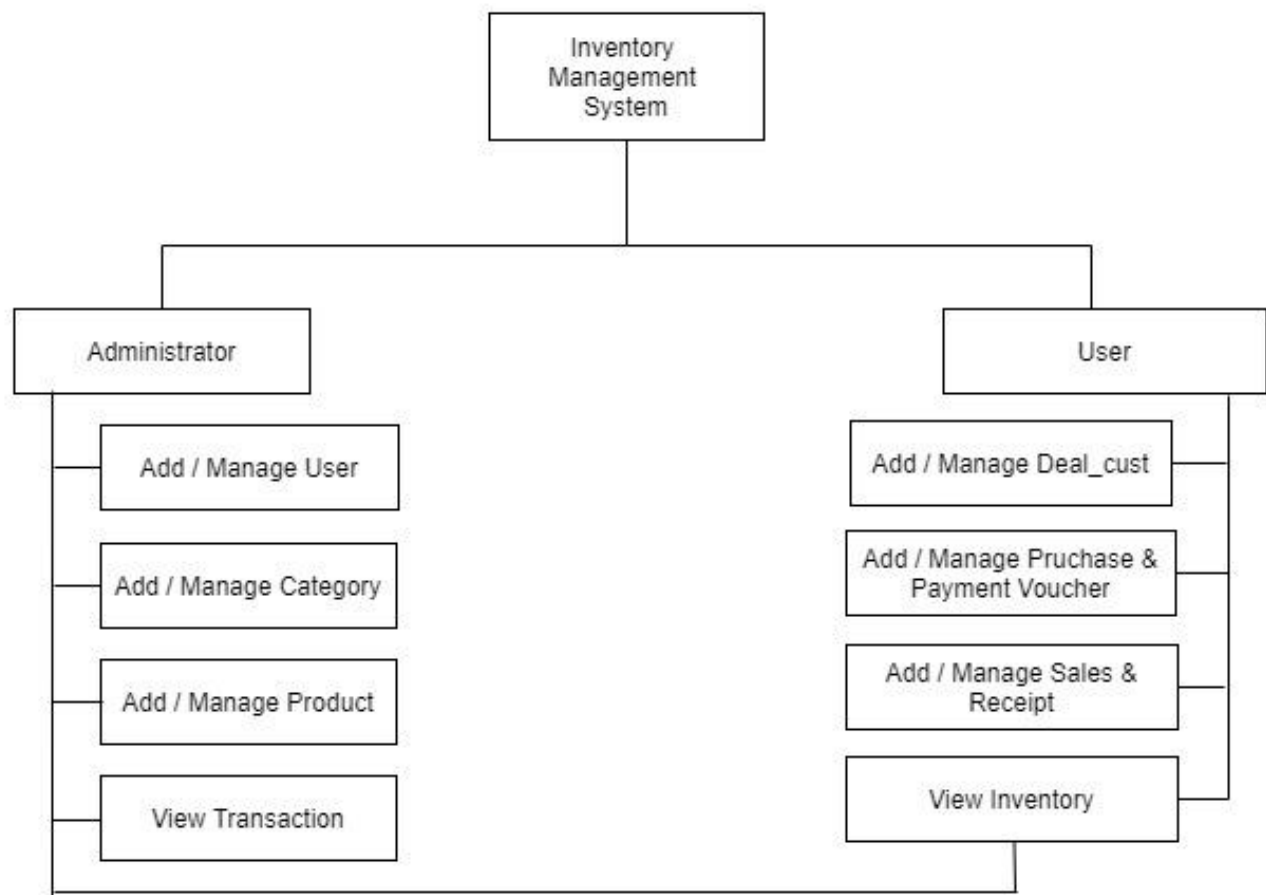 Inventory
Management
System
Administrator
User
Add / Manage User
Add / Manage Category
Add / Manage Product
View Transaction
Add / Manage Deal_cust
Add / Manage Pruchase &
Payment Voucher
Add / Manage Sales &
Receipt
View Inventory